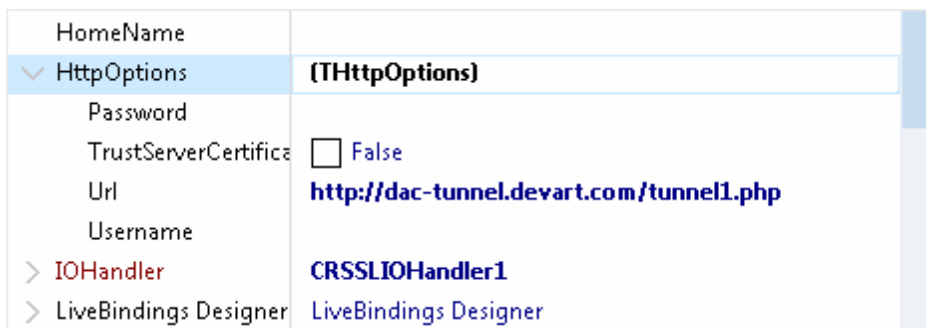 HomeName
HttpOptions (THttpOptions)
Password
TrustServerCertifica False
Url http://dac-tunnel.devart.com/tunnel1.php
Username
IOHandler CRSSLIOHandler1
LiveBindings Designer LiveBindings Designer